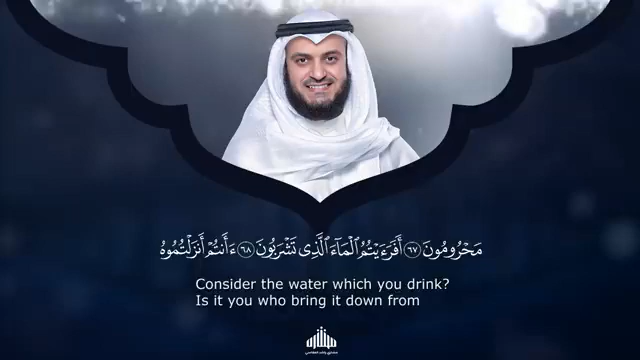 مَحْرُومُونَ ٦٧ أَفَرَءَيْتُمُ ٱلْمَآءَ ٱلَّذِى تَشْرَبُونَ ٦٨ ءَأَنتُمْ أَنزَلْتُمُوهُ
Consider the water which you drink?
Is it you who bring it down from